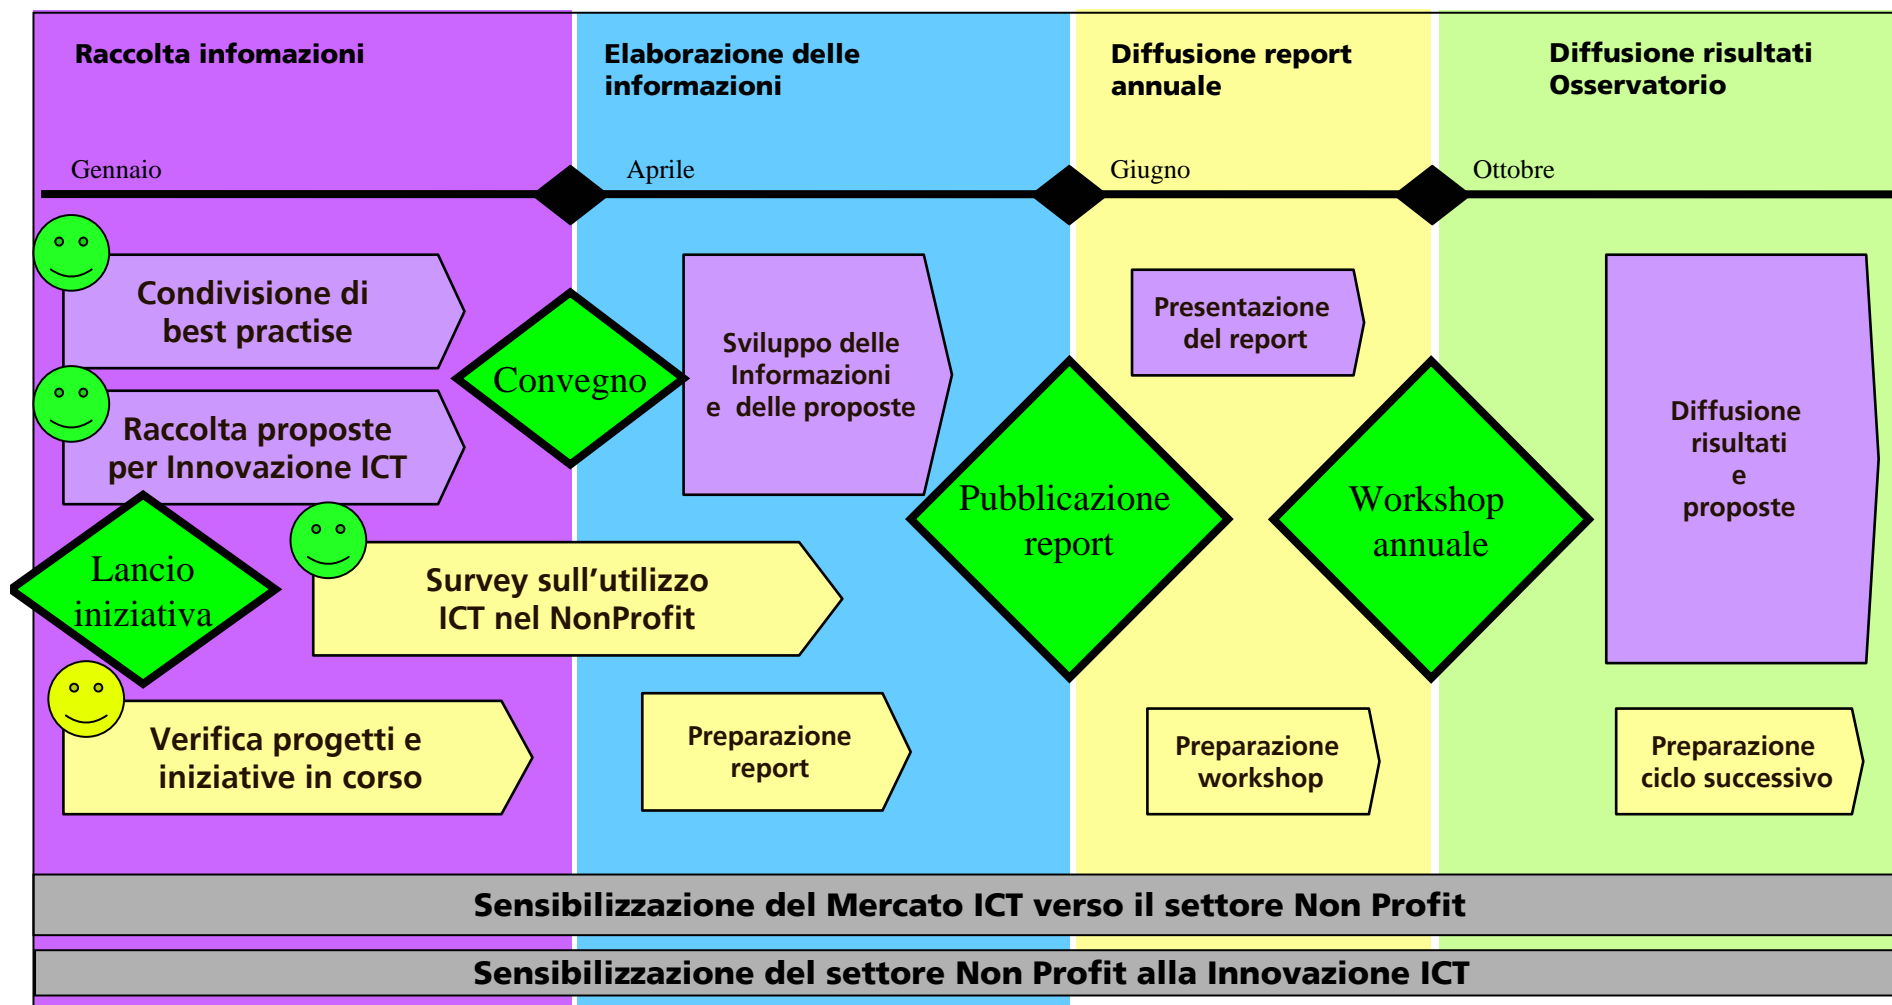 Raccolta infomazioni
Elaborazione delle
informazioni
Diffusione report
annuale
Diffusione risultati
Osservatorio
Gennaio
Aprile
Giugno
Ottobre
Condivisione di
best practise
Raccolta proposte
per Innovazione ICT
Lancio
iniziativa
Survey sull’utilizzo
ICT nel NonProfit
Verifica progetti e
iniziative in corso
Convegno
Sviluppo delle
Informazioni
e delle proposte
Preparazione
report
Pubblicazione
report
Presentazione
del report
Preparazione
workshop
Workshop
annuale
Diffusione
risultati
e
proposte
Preparazione
ciclo successivo
Sensibilizzazione del Mercato ICT verso il settore Non Profit
Sensibilizzazione del settore Non Profit alla Innovazione ICT